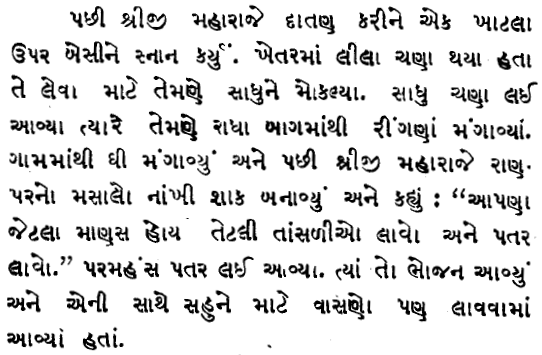 પછી શ્રીજી મહારાજે દાતણ કરીને એક ખાટલા
ઉપર બેસીને સ્નાન કર્યું. ખેતરમાં લીલા ચણા થયા હતા
તે લેવા માટે તેમણે સાધુને મોકલ્યા. સાધુ ચણા લઈ
આવ્યા ત્યારે તેમણે રાધા બાગમાંથી રીંગણાં મંગાવ્યાં.
ગામમાંથી ઘી મંગાવ્યું અને પછી શ્રીજી મહારાજે રાણ-
પરનો મસાલો નાંખી શાક બનાવ્યું અને કહ્યું : “આપણા
જેટલા માણસ હોય તેટલી તાંસળીઓ લાવો અને પતર
લાવો.” પરમહંસ પતર લઈ આવ્યા. ત્યાં તો ભોજન આવ્યું
અને એની સાથે સહુને માટે વાસણો પણ લાવવામાં
આવ્યાં હતાં.